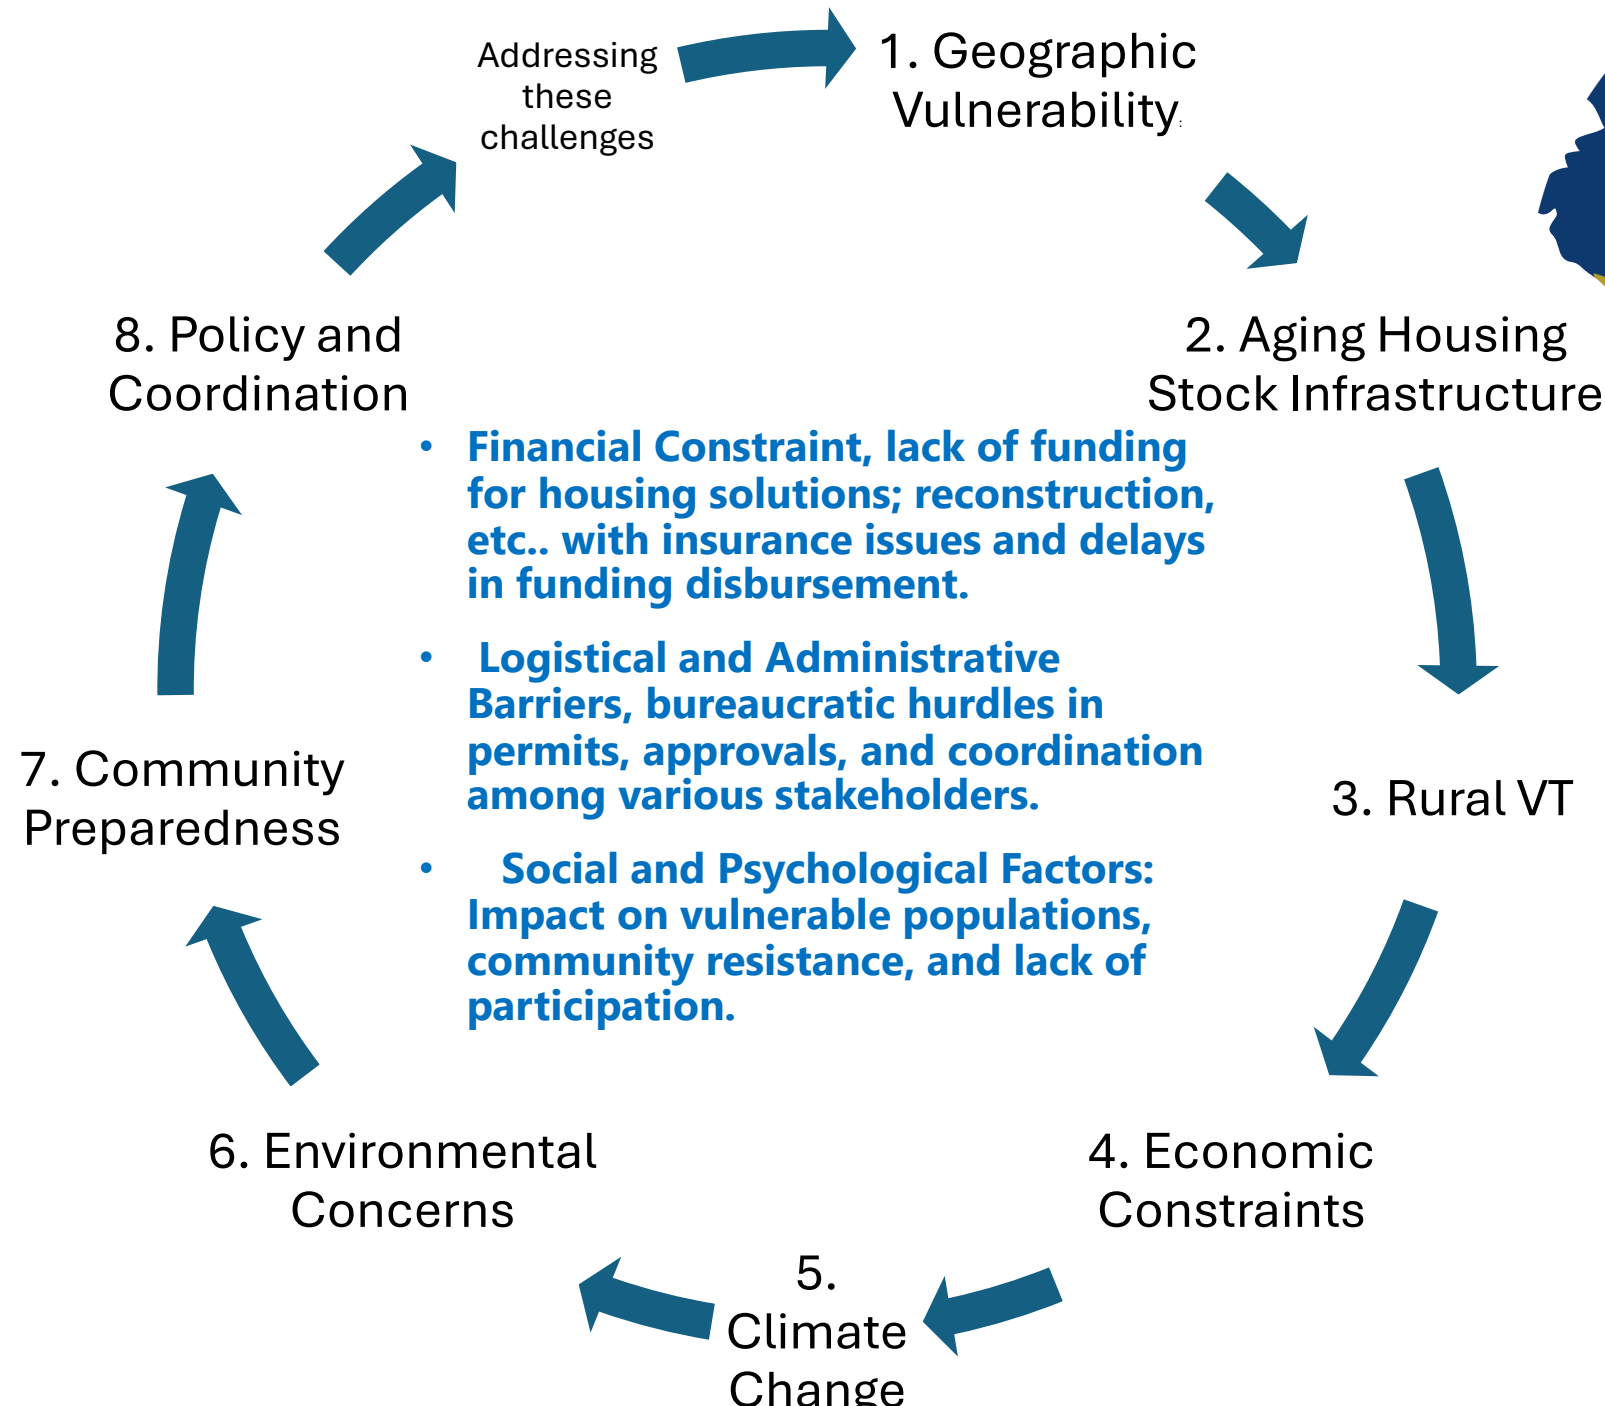 Addressing
these
challenges
1. Geographic
Vulnerability:
2. Aging Housing
Stock Infrastructure
3. Rural VT
4. Economic
Constraints
5.
Climate
Change
6. Environmental
Concerns
7. Community
Preparedness
8. Policy and
Coordination
• Financial Constraint, lack of funding
for housing solutions; reconstruction,
etc.. with insurance issues and delays
in funding disbursement.
• Logistical and Administrative
Barriers, bureaucratic hurdles in
permits, approvals, and coordination
among various stakeholders.
• Social and Psychological Factors:
Impact on vulnerable populations,
community resistance, and lack of
participation.